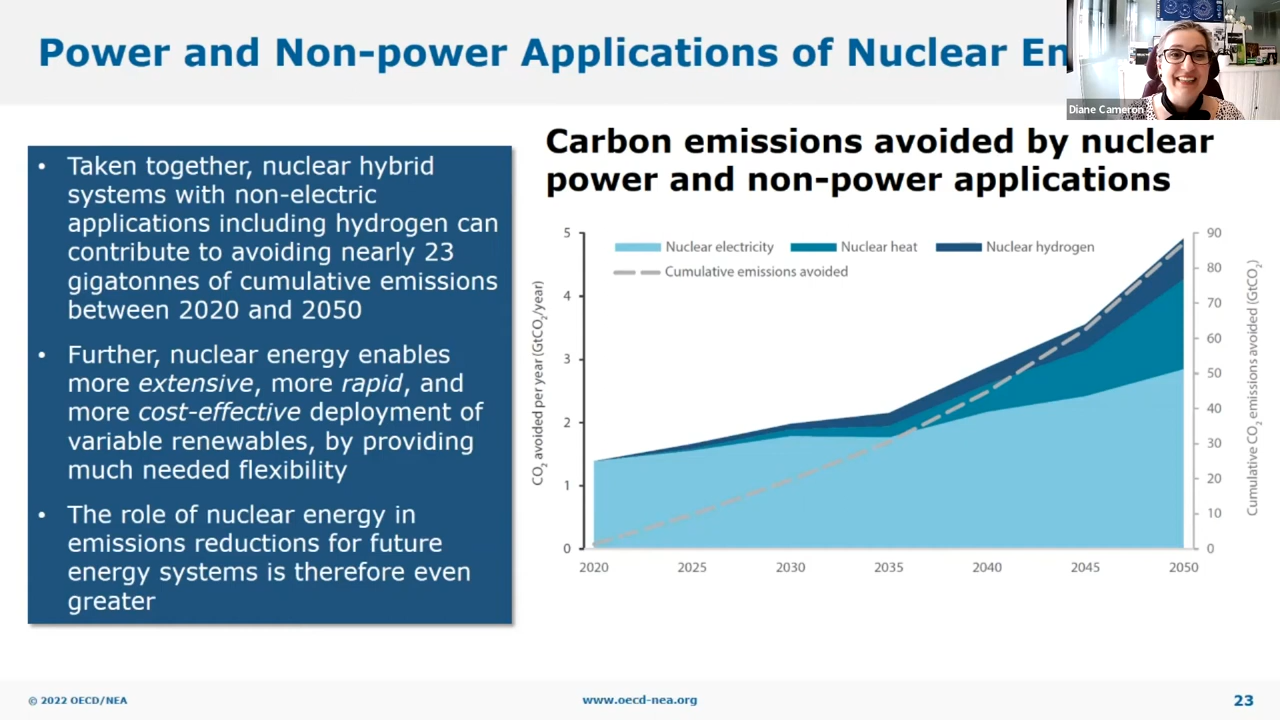 Power and Non-power Applications of Nuclear En
Diane Cameron
• Taken together, nuclear hybrid
systems with non-electric
applications including hydrogen can
contribute to avoiding nearly 23
gigatonnes of cumulative emissions
between 2020 and 2050
• Further, nuclear energy enables
more extensive, more rapid, and
more cost-effective deployment of
variable renewables, by providing
much needed flexibility
• The role of nuclear energy in
emissions reductions for future
energy systems is therefore even
greater
Carbon emissions avoided by nuclear
power and non-power applications
Nuclear electricity Nuclear heat Nuclear hydrogen
Cumulative emissions avoided
CO₂ avoided per year (GtCO₂/year)
5
4
3
2
1
0
90
80
70
60
50
40
30
20
10
0
Cumulative CO₂ emissions avoided (GtCO₂)
2020 2025 2030 2035 2040 2045 2050
© 2022 OECD/NEA
www.oecd-nea.org
23